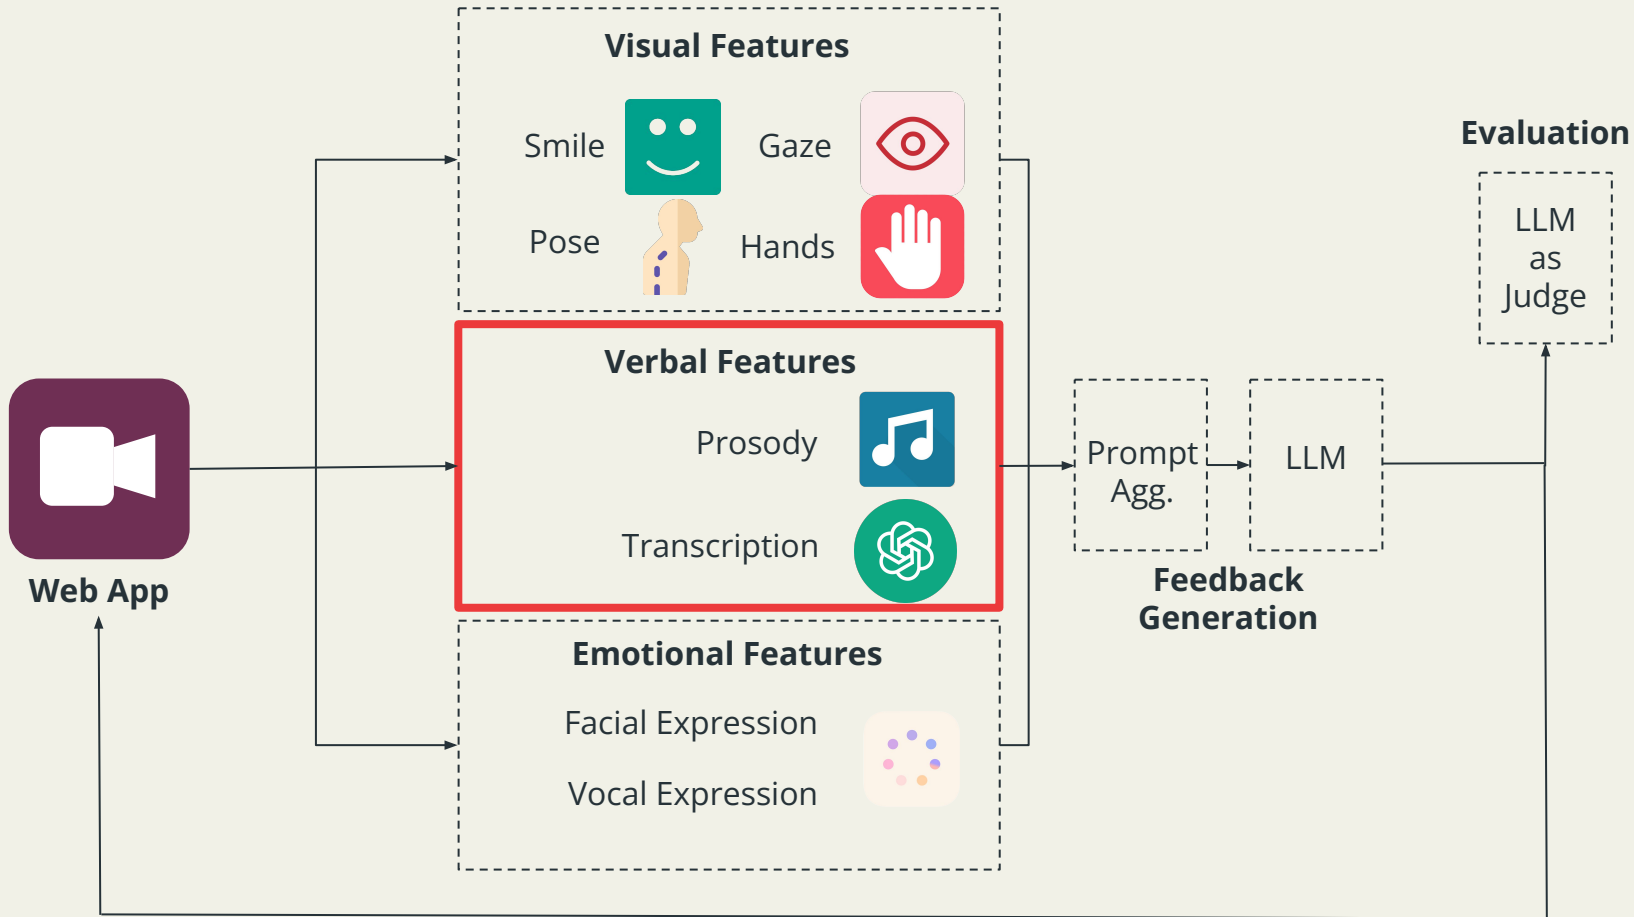 Visual Features
Smile
Gaze
Pose
Hands
Verbal Features
Prosody
Transcription
Emotional Features
Facial Expression
Vocal Expression
Web App
Prompt
Agg.
LLM
Feedback
Generation
Evaluation
LLM
as
Judge